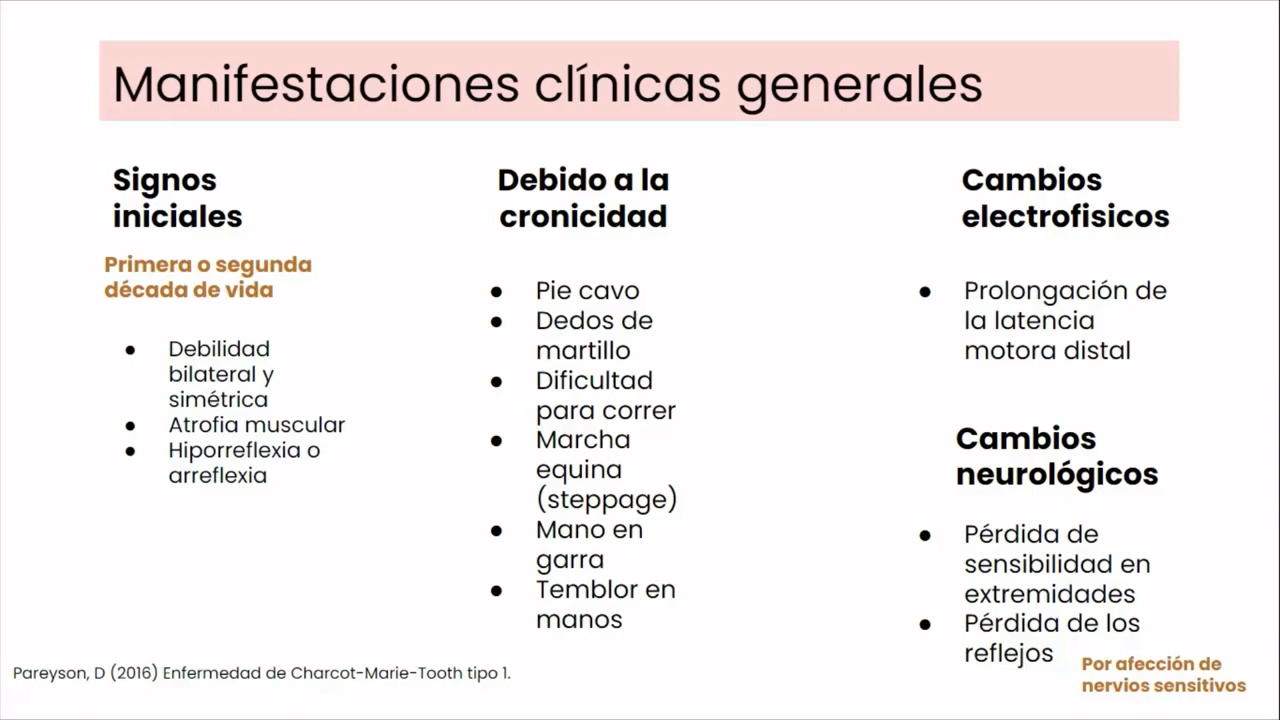 Manifestaciones clínicas generales
Signos
iniciales
Primera o segunda
década de vida
● Debilidad
bilateral y
simétrica
● Atrofia muscular
● Hiporreflexia o
arreflexia
Debido a la
cronicidad
● Pie cavo
● Dedos de
martillo
● Dificultad
para correr
● Marcha
equina
(steppage)
● Mano en
garra
● Temblor en
manos
Cambios
electrofisicos
● Prolongación de
la latencia
motora distal
Cambios
neurológicos
● Pérdida de
sensibilidad en
extremidades
● Pérdida de los
reflejos
Por afección de
nervios sensitivos
Pareyson, D (2016) Enfermedad de Charcot-Marie-Tooth tipo 1.